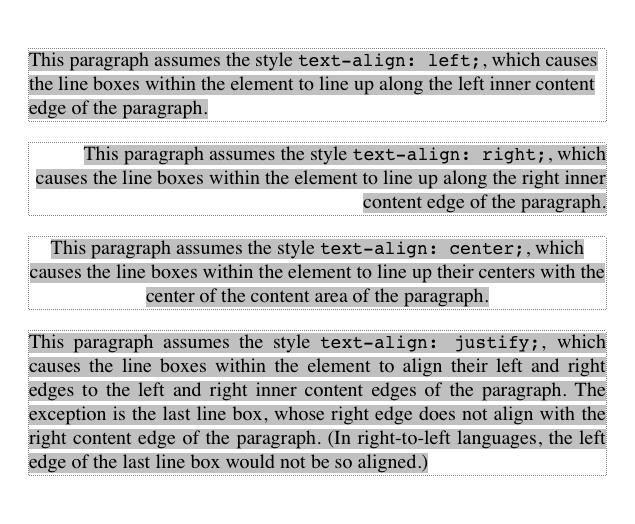 This paragraph assumes the style text-align: left;, which causes
the line boxes within the element to line up along the left inner content
edge of the paragraph.
This paragraph assumes the style text-align: right;, which
causes the line boxes within the element to line up along the right inner
content edge of the paragraph.
This paragraph assumes the style text-align: center;, which
causes the line boxes within the element to line up their centers with the
center of the content area of the paragraph.
This paragraph assumes the style text-align: justify;, which
causes the line boxes within the element to align their left and right
edges to the left and right inner content edges of the paragraph. The
exception is the last line box, whose right edge does not align with the
right content edge of the paragraph. (In right-to-left languages, the left
edge of the last line box would not be so aligned.)